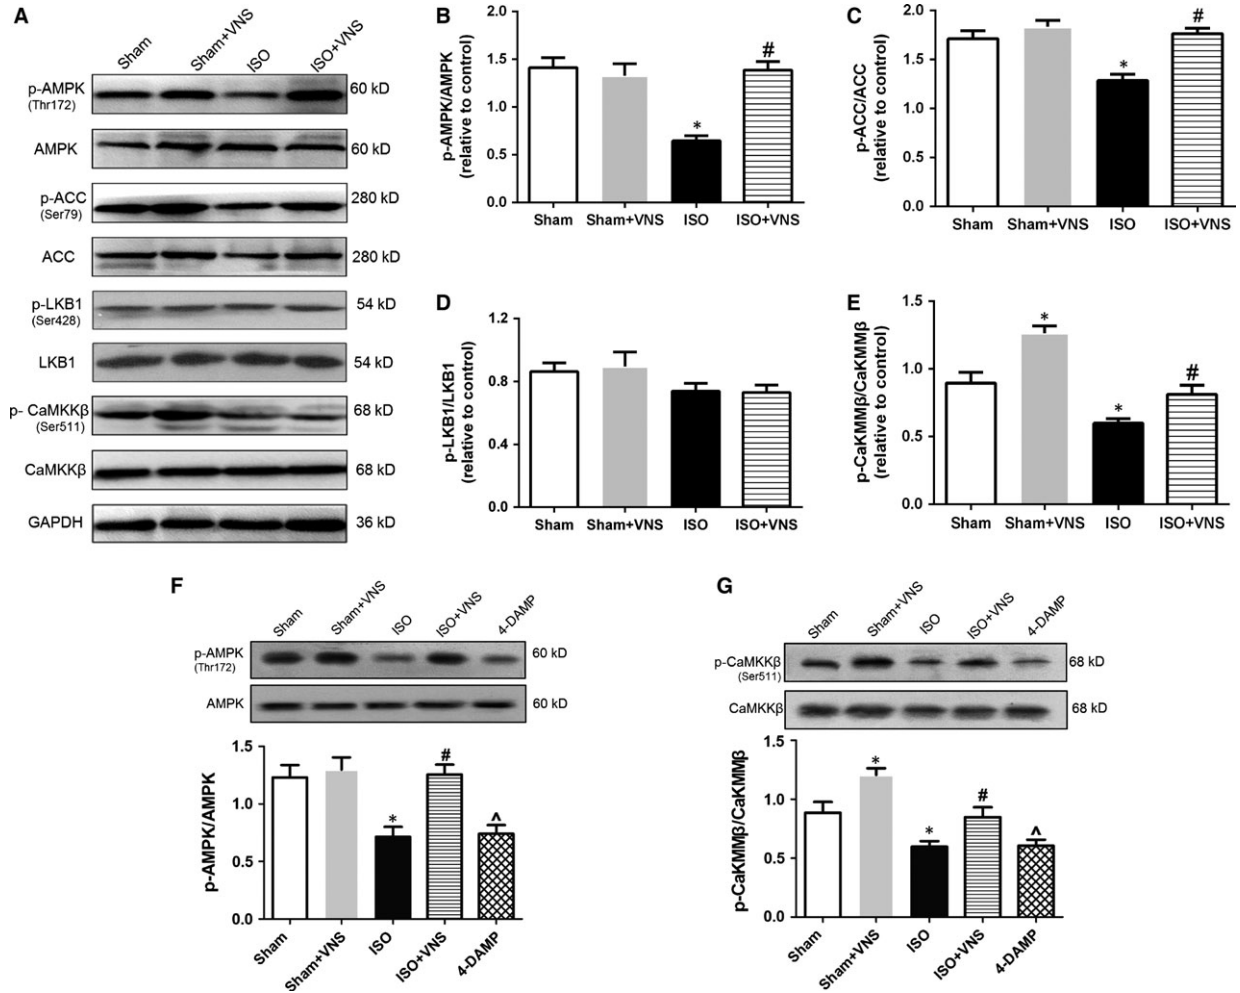 A
Sham
Sham+VNS
ISO
ISO+VNS
p-AMPK
(Thr172)
60 kD
AMPK
60 kD
p-ACC
(Ser79)
280 kD
ACC
280 kD
p-LKB1
(Ser428)
54 kD
LKB1
54 kD
p- CaMKKβ
(Ser511)
68 kD
CaMKKβ
68 kD
GAPDH
36 kD
B
p-AMPK/AMPK
(relative to control)
2.0
1.5
1.0
0.5
0.0
*
#
Sham
Sham+VNS
ISO
ISO+VNS
C
p-ACC/ACC
(relative to control)
2.0
1.5
1.0
0.5
0.0
*
#
Sham
Sham+VNS
ISO
ISO+VNS
D
p-LKB1/LKB1
(relative to control)
1.2
0.8
0.4
0.0
Sham
Sham+VNS
ISO
ISO+VNS
E
p-CaKMMβ/CaKMMβ
(relative to control)
1.5
1.0
0.5
0.0
*
*
#
Sham
Sham+VNS
ISO
ISO+VNS
F
Sham
Sham+VNS
ISO
ISO+VNS
4-DAMP
p-AMPK
(Thr172)
60 kD
AMPK
60 kD
p-AMPK/AMPK
1.5
1.0
0.5
0.0
*
#
^
Sham
Sham+VNS
ISO
ISO+VNS
4-DAMP
G
Sham
Sham+VNS
ISO
ISO+VNS
4-DAMP
p-CaMKKβ
(Ser511)
68 kD
CaMKKβ
68 kD
p-CaKMMβ/CaKMMβ
1.5
1.0
0.5
0.0
*
*
#
^
Sham
Sham+VNS
ISO
ISO+VNS
4-DAMP